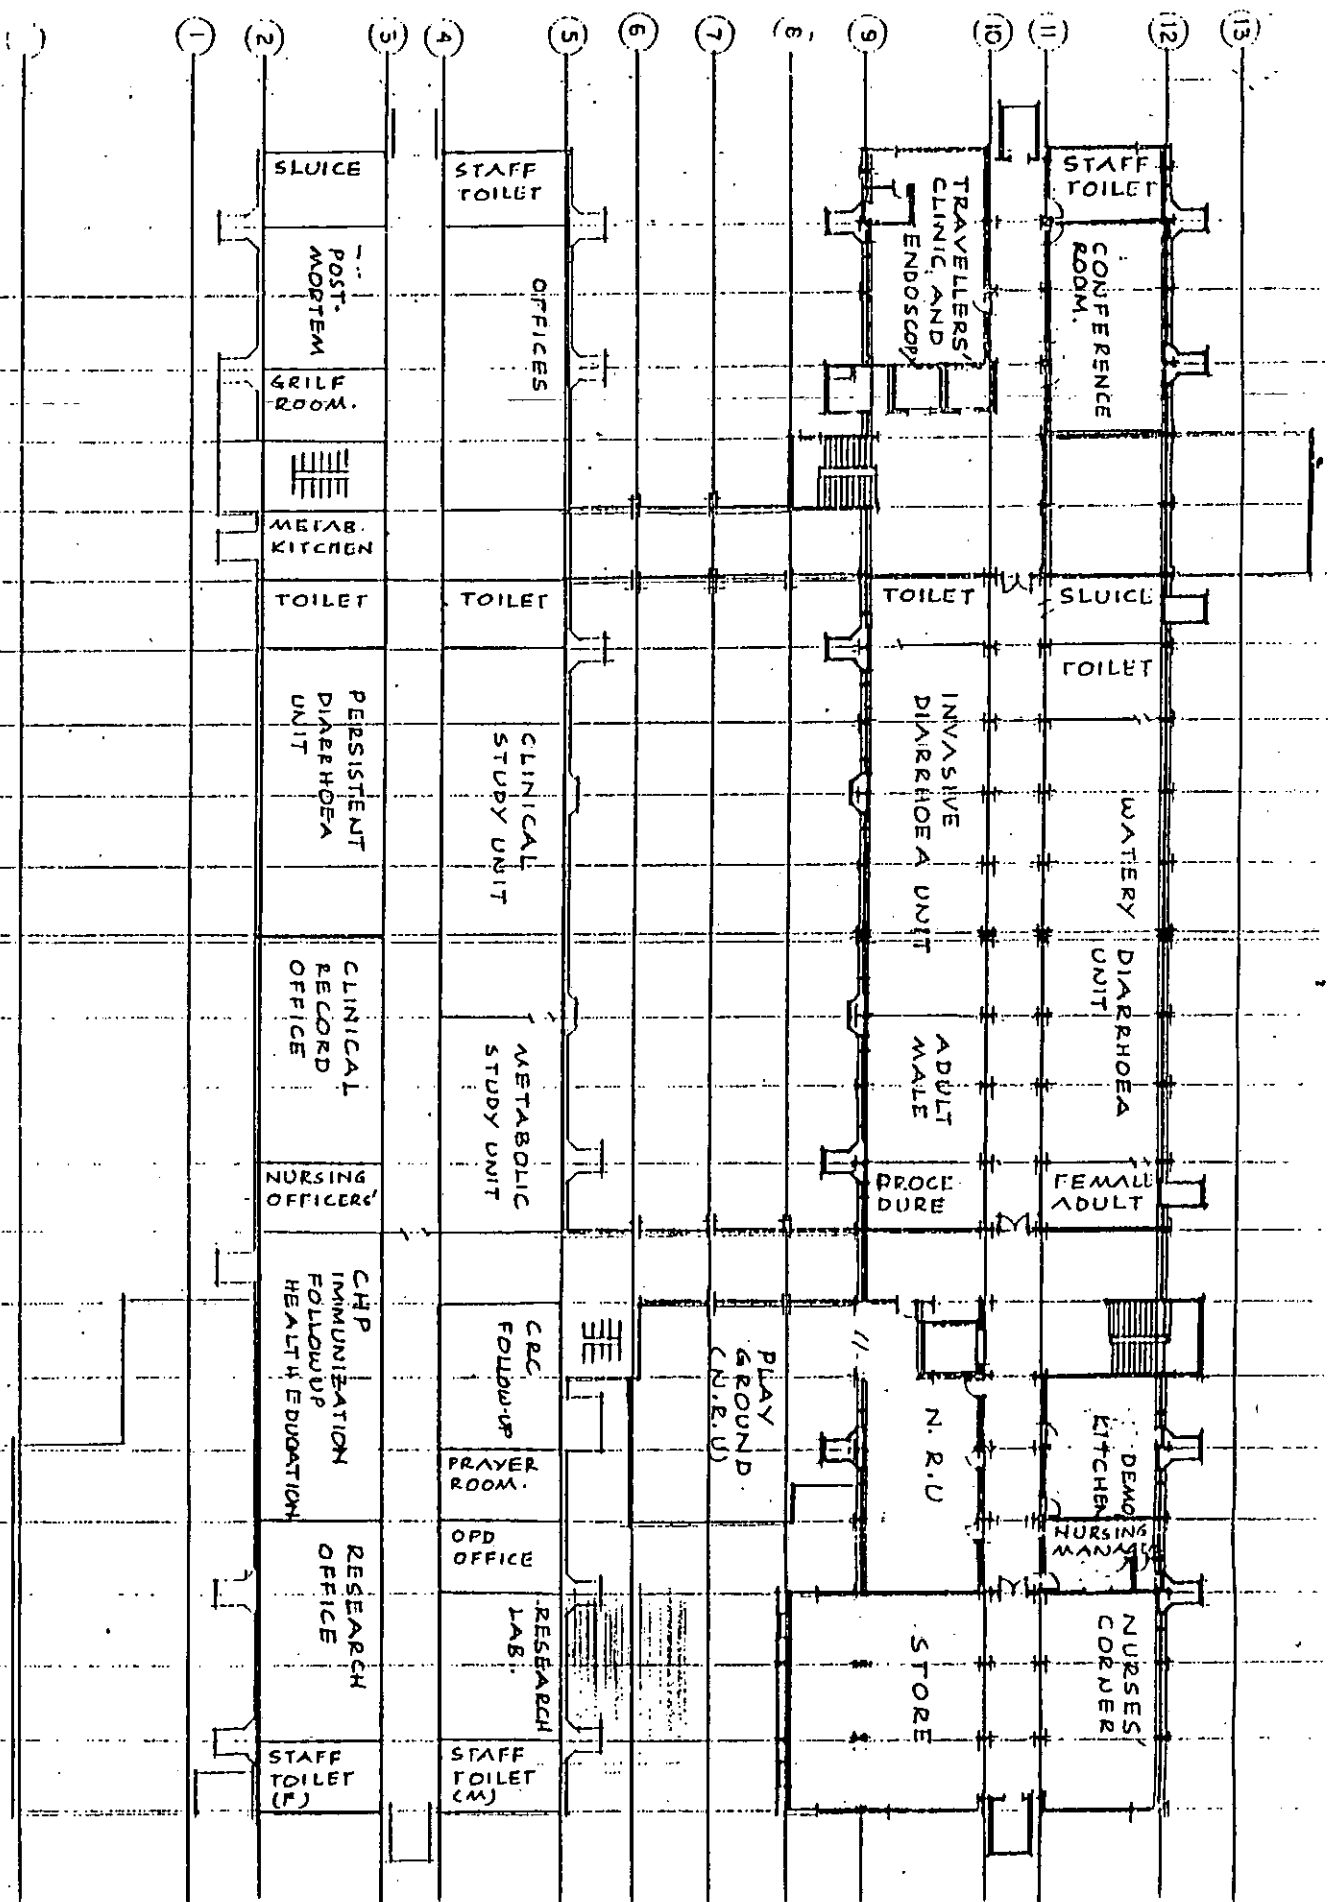 1
2
3
4
5
6
7
8
9
10
11
12
13
SLUICE
POST-
MORTEM
GRILF
ROOM.
METAB.
KITCHEN
TOILET
PERSISTENT
DIARRHOEA
UNIT
CLINICAL
RECORD
OFFICE
NURSING
OFFICERS'
CHP
IMMUNIZATION
FOLLOWUP
HEALTH EDUCATION
RESEARCH
OFFICE
STAFF
TOILET
(F)
STAFF
TOILET
OFFICES
TOILET
CLINICAL
STUDY UNIT
METABOLIC
STUDY UNIT
CRC
FOLLOW-UP
PRAYER
ROOM.
OPD
OFFICE
RESEARCH
LAB.
STAFF
TOILET
(M)
PLAY
GROUND
(N.R.U)
TRAVELLERS'
CLINIC AND
ENDOSCOPY
TOILET
INVASIVE
DIARRHOEA UNIT
ADULT
MALE
PROCE
DURE
N.R.U
STORE
STAFF
TOILET
CONFERENCE
ROOM.
SLUICE
TOILET
WATERY DIARRHOEA
UNIT
FEMALE
ADULT
DEMO
KITCHEN
NURSING
NURSES'
CORNER